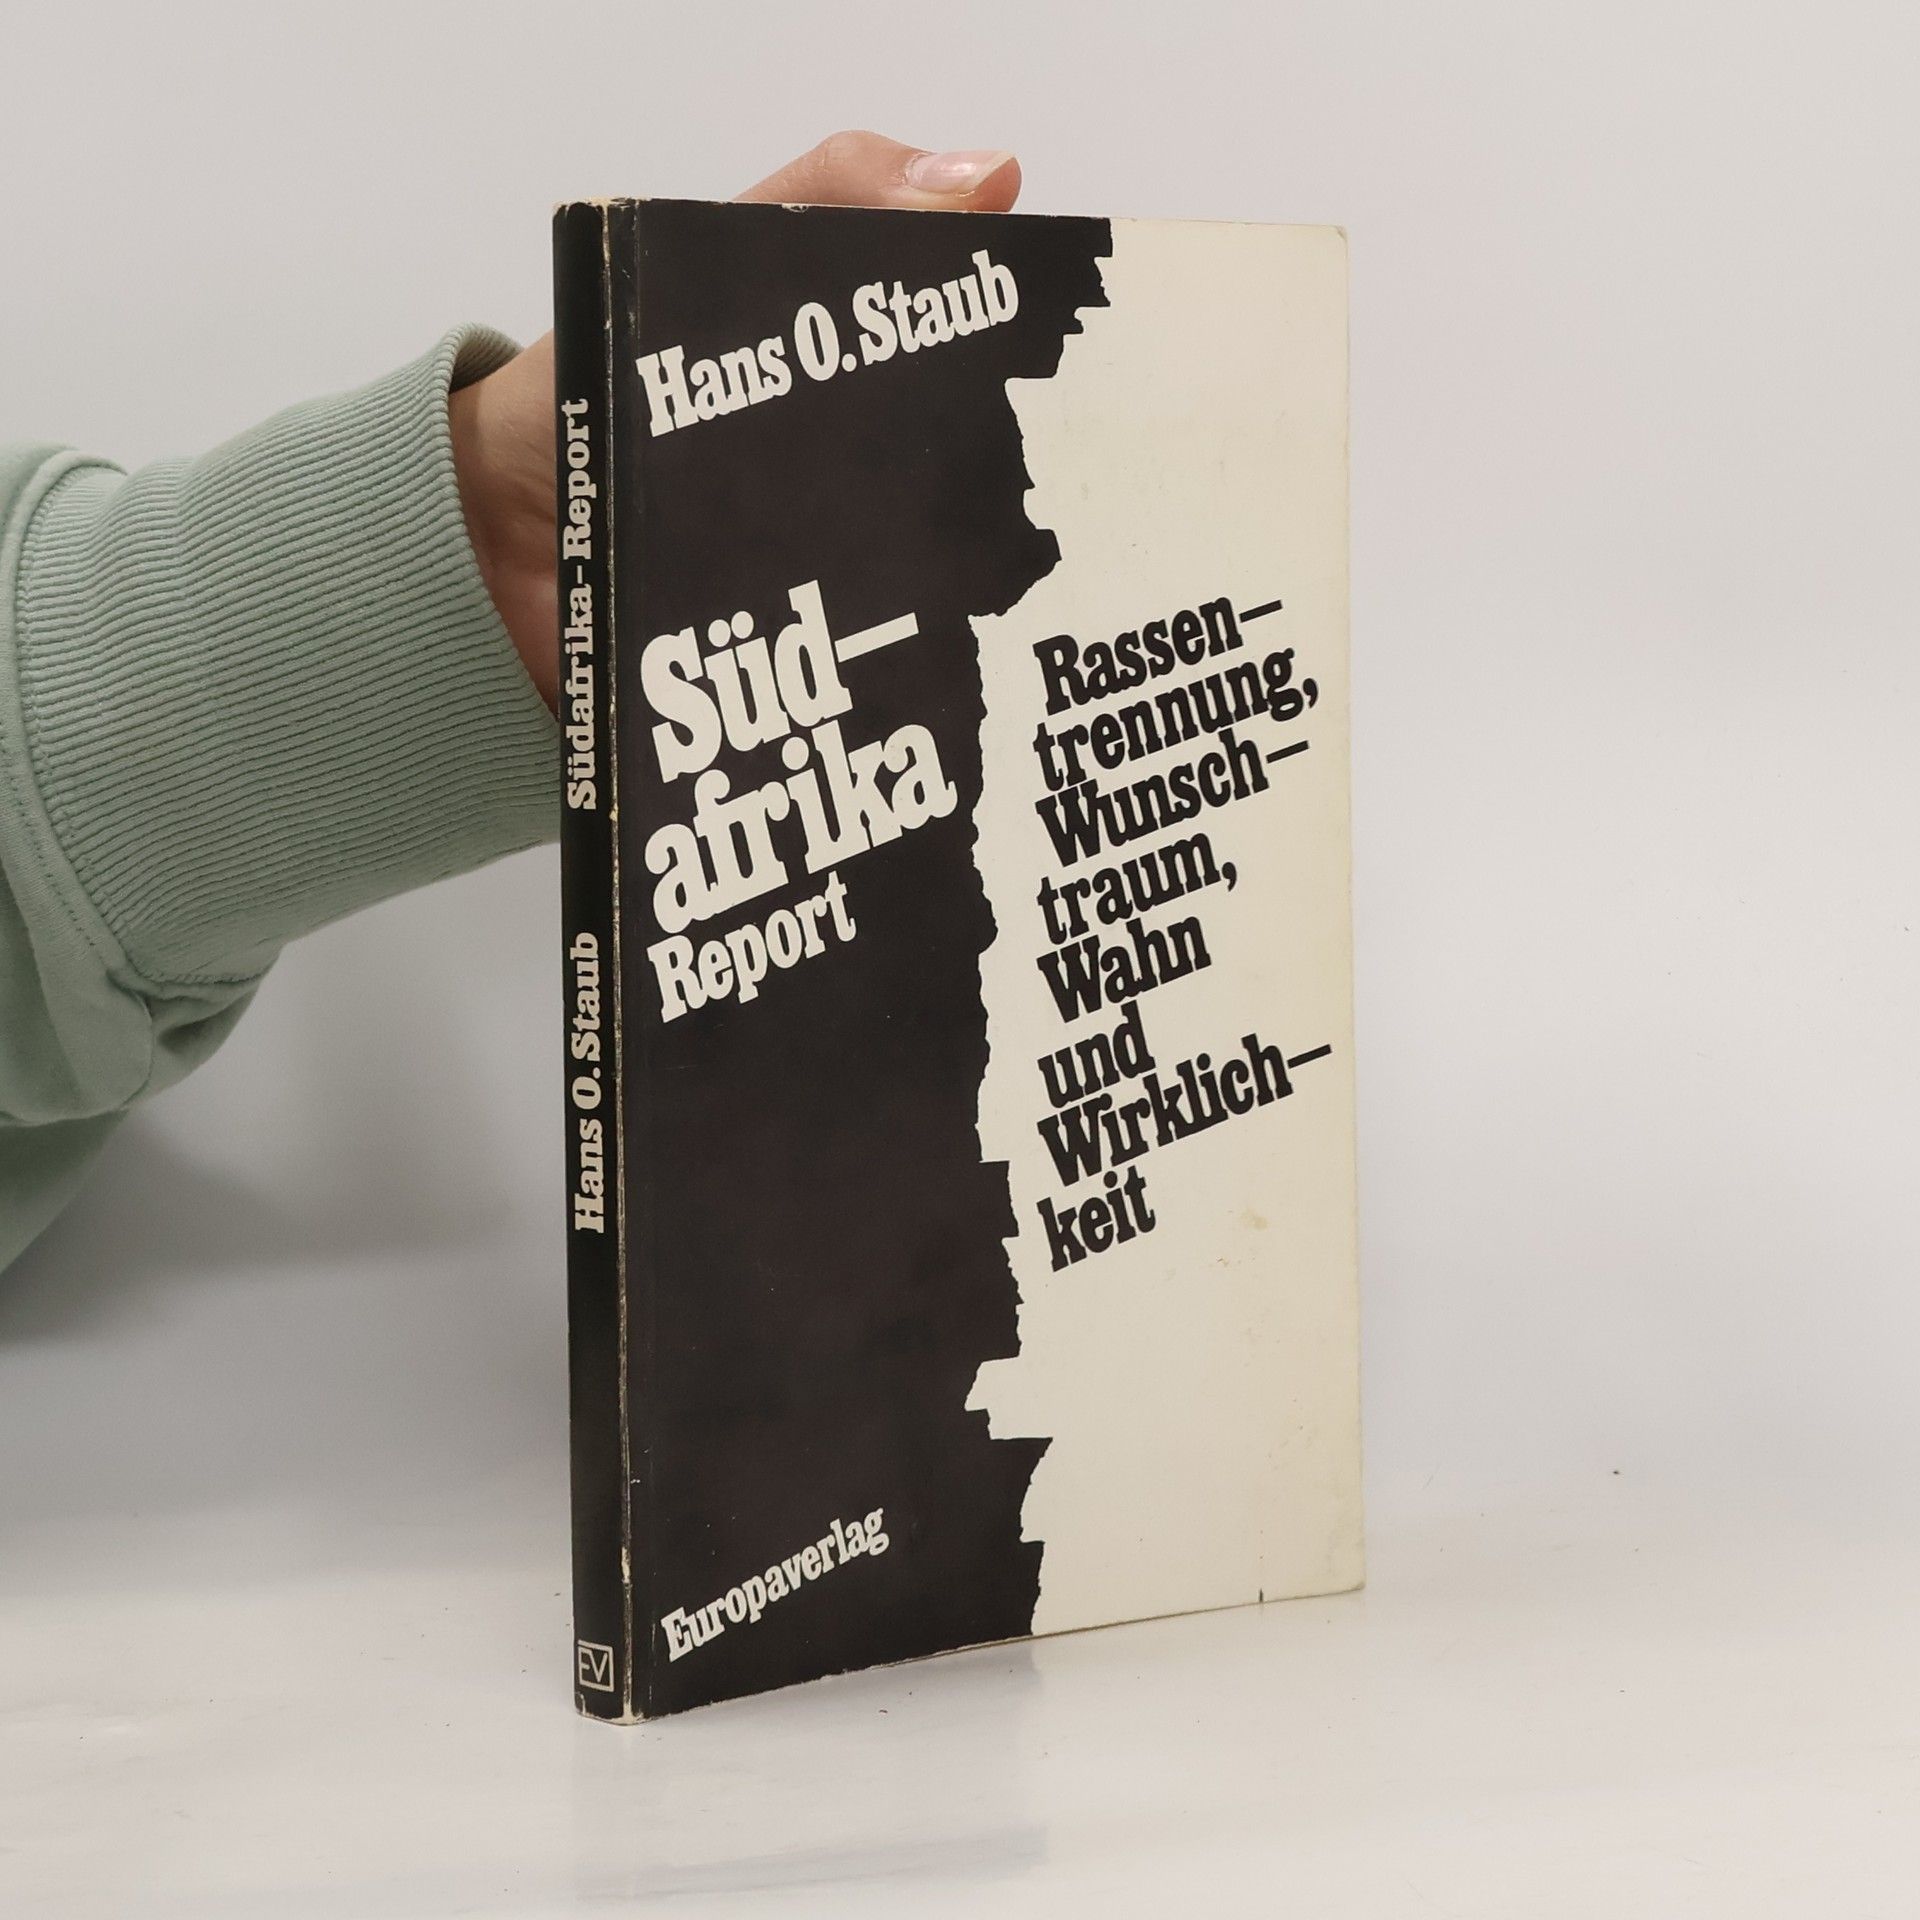 Hans O. Staub
Süd-
afrika
Report
Rassen-
trennung,
Wunsch-
traum,
Wahn
und
Wirklich-
keit
Europaverlag
Hans O. Staub Südafrika-Report
EV